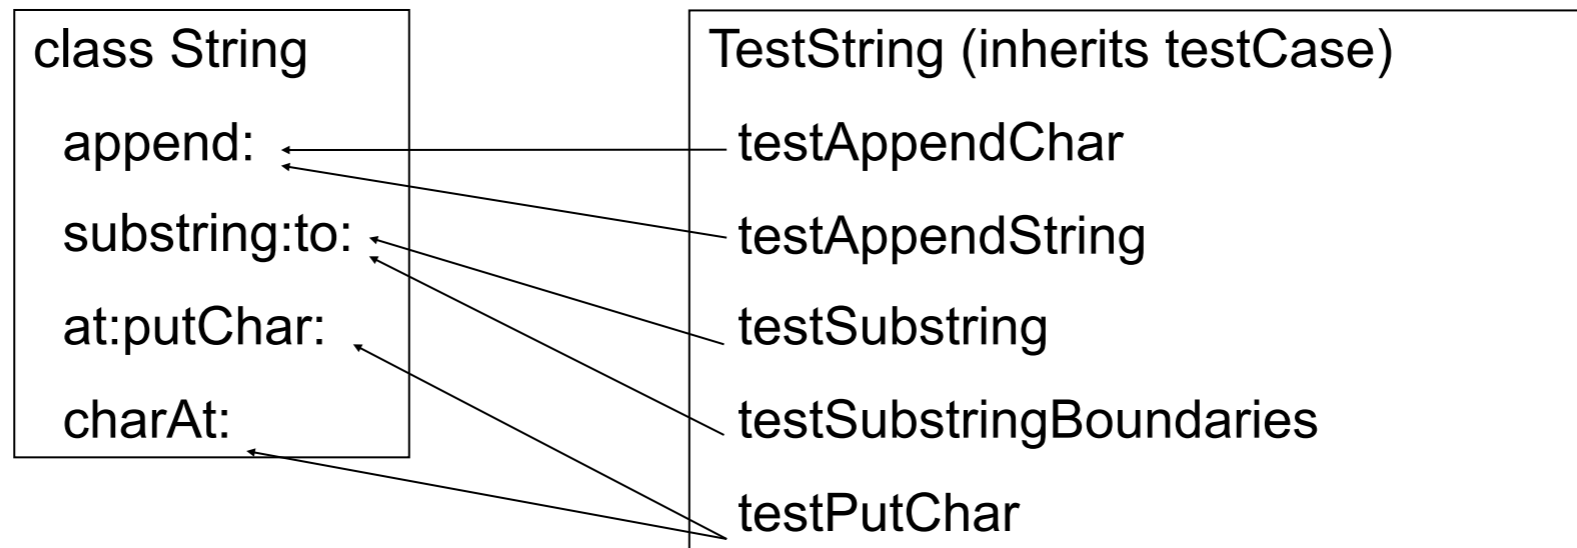 class String
append:
substring:to:
at:putChar:
charAt:
TestString (inherits testCase)
testAppendChar
testAppendString
testSubstring
testSubstringBoundaries
testPutChar